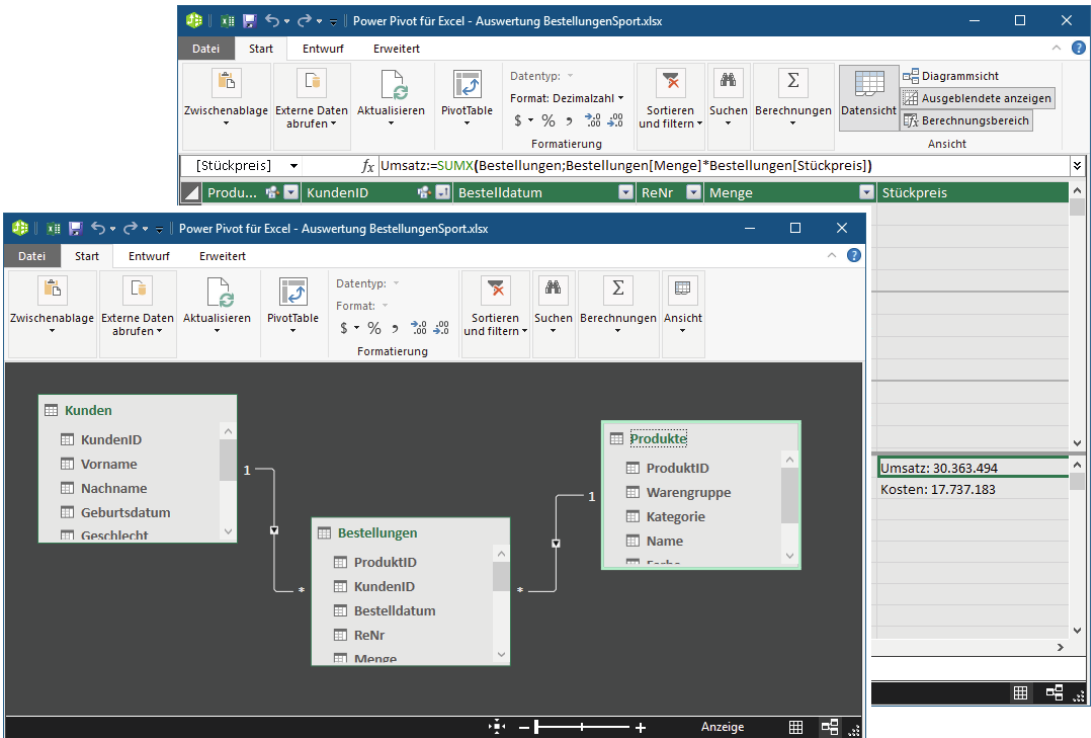 Power Pivot für Excel - Auswertung BestellungenSport.xlsx
Datei Start Entwurf Erweitert
Zwischenablage
Externe Daten abrufen
Aktualisieren
PivotTable
Datentyp:
Format: Dezimalzahl
$ % 
Formatierung
Sortieren und filtern
Suchen
Berechnungen
Datensicht
Diagrammsicht
Ausgeblendete anzeigen
Berechnungsbereich
Ansicht
[Stückpreis] fx Umsatz:=SUMX(Bestellungen;Bestellungen[Menge]*Bestellungen[Stückpreis])
Produ... KundenID Bestelldatum ReNr Menge Stückpreis
Umsatz: 30.363.494
Kosten: 17.737.183
Power Pivot für Excel - Auswertung BestellungenSport.xlsx
Datei Start Entwurf Erweitert
Zwischenablage
Externe Daten abrufen
Aktualisieren
PivotTable
Datentyp:
Format:
$ % 
Formatierung
Sortieren und filtern
Suchen
Berechnungen
Ansicht
Kunden
KundenID
Vorname
Nachname
Geburtsdatum
Geschlecht
1
*
Bestellungen
ProduktID
KundenID
Bestelldatum
ReNr
Menge
*
1
Produkte
ProduktID
Warengruppe
Kategorie
Name
Farbe
Anzeige